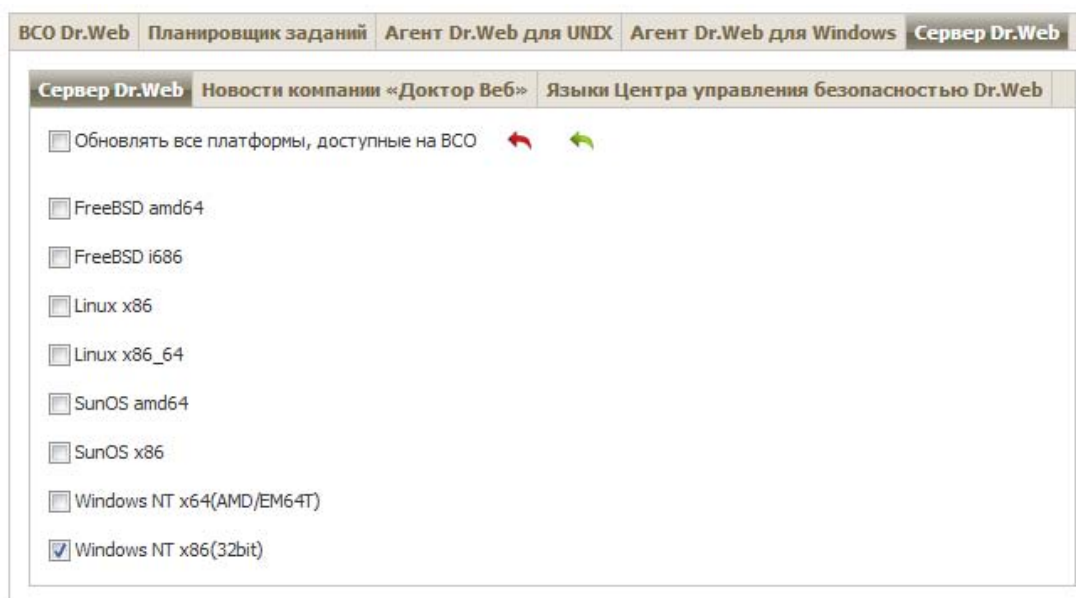 ВСО Dr.Web Планировщик заданий Агент Dr.Web для UNIX Агент Dr.Web для Windows Сервер Dr.Web
Сервер Dr.Web Новости компании «Доктор Веб» Языки Центра управления безопасностью Dr.Web
Обновлять все платформы, доступные на ВСО
FreeBSD amd64
FreeBSD i686
Linux x86
Linux x86_64
SunOS amd64
SunOS x86
Windows NT x64(AMD/EM64T)
Windows NT x86(32bit)